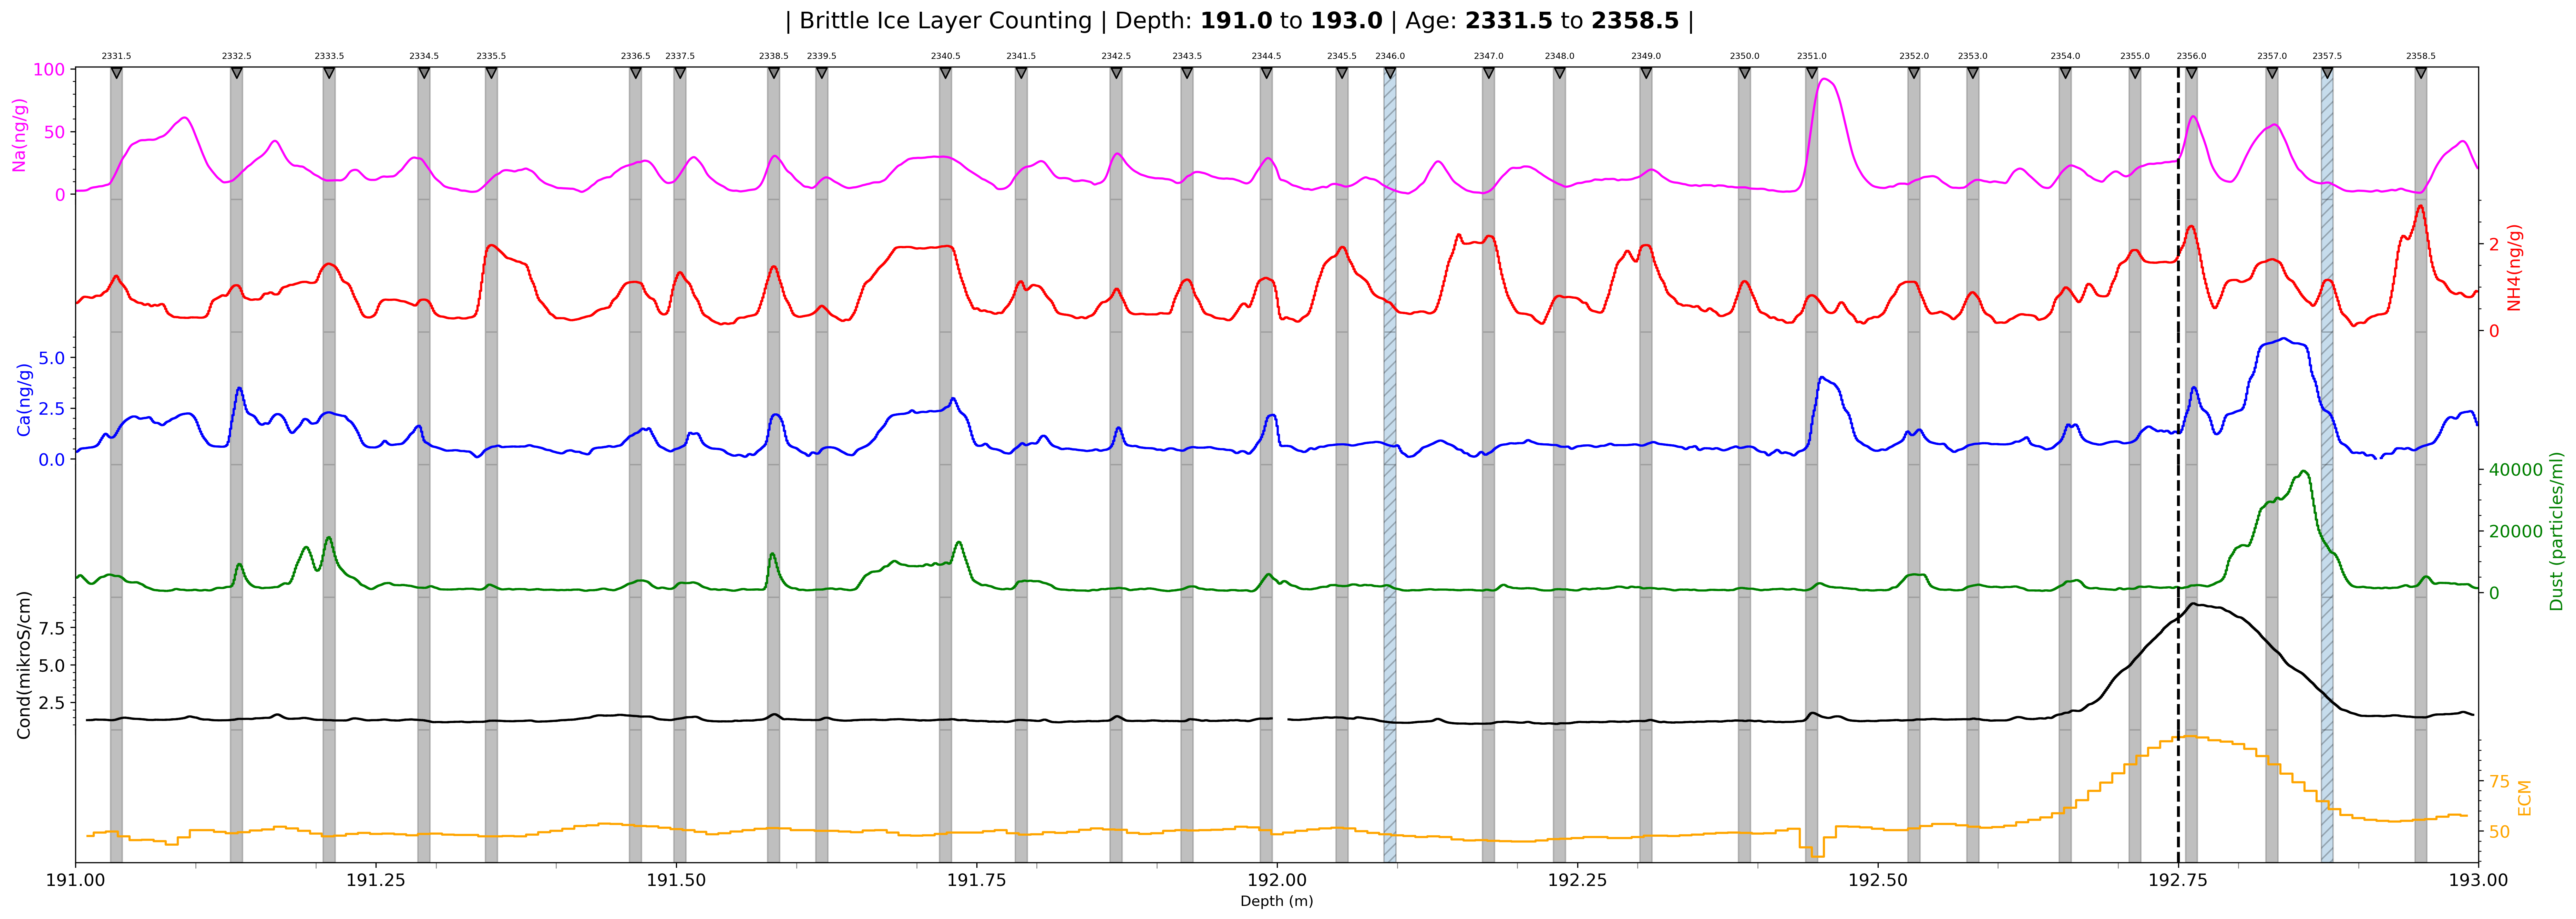 | Brittle Ice Layer Counting | Depth: 191.0 to 193.0 | Age: 2331.5 to 2358.5 |
2331.5 2332.5 2333.5 2334.5 2335.5 2336.5 2337.5 2338.5 2339.5 2340.5 2341.5 2342.5 2343.5 2344.5 2345.5 2346.0 2347.0 2348.0 2349.0 2350.0 2351.0 2352.0 2353.0 2354.0 2355.0 2356.0 2357.0 2357.5 2358.5
100
50
0
Na(ng/g)
2
0
NH4(ng/g)
5.0
2.5
0.0
Ca(ng/g)
40000
20000
0
Dust (particles/ml)
7.5
5.0
2.5
Cond(mikroS/cm)
75
50
ECM
191.00 191.25 191.50 191.75 192.00 192.25 192.50 192.75 193.00
Depth (m)